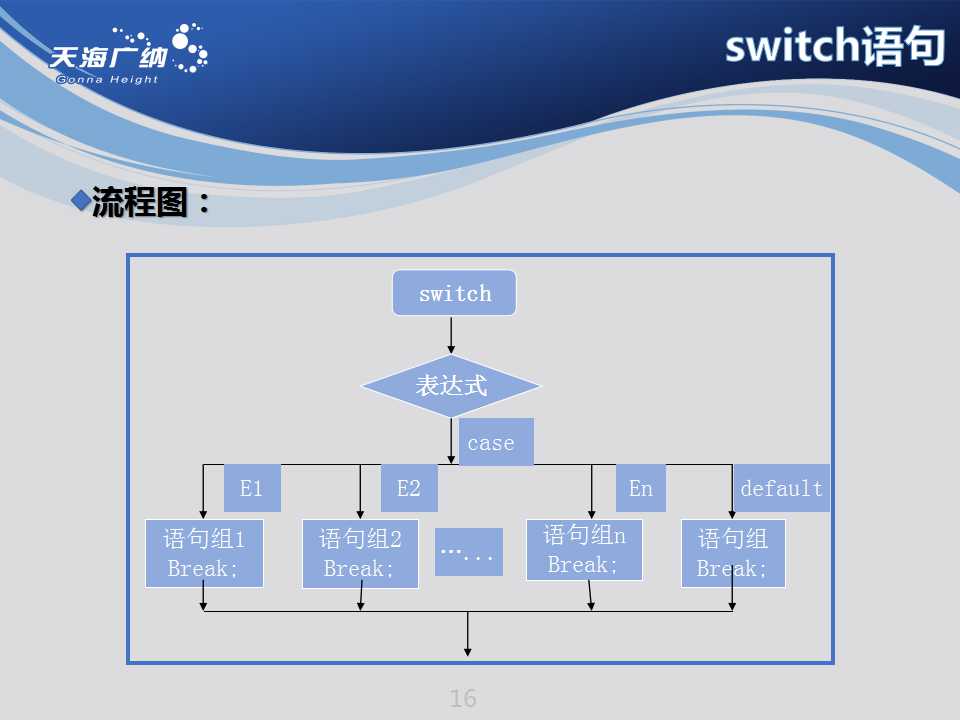 天海广纳
Gonna Height
switch语句
流程图：
switch
表达式
case
E1
E2
En
default
语句组1
Break;
语句组2
Break;
…...
语句组n
Break;
语句组
Break;
16